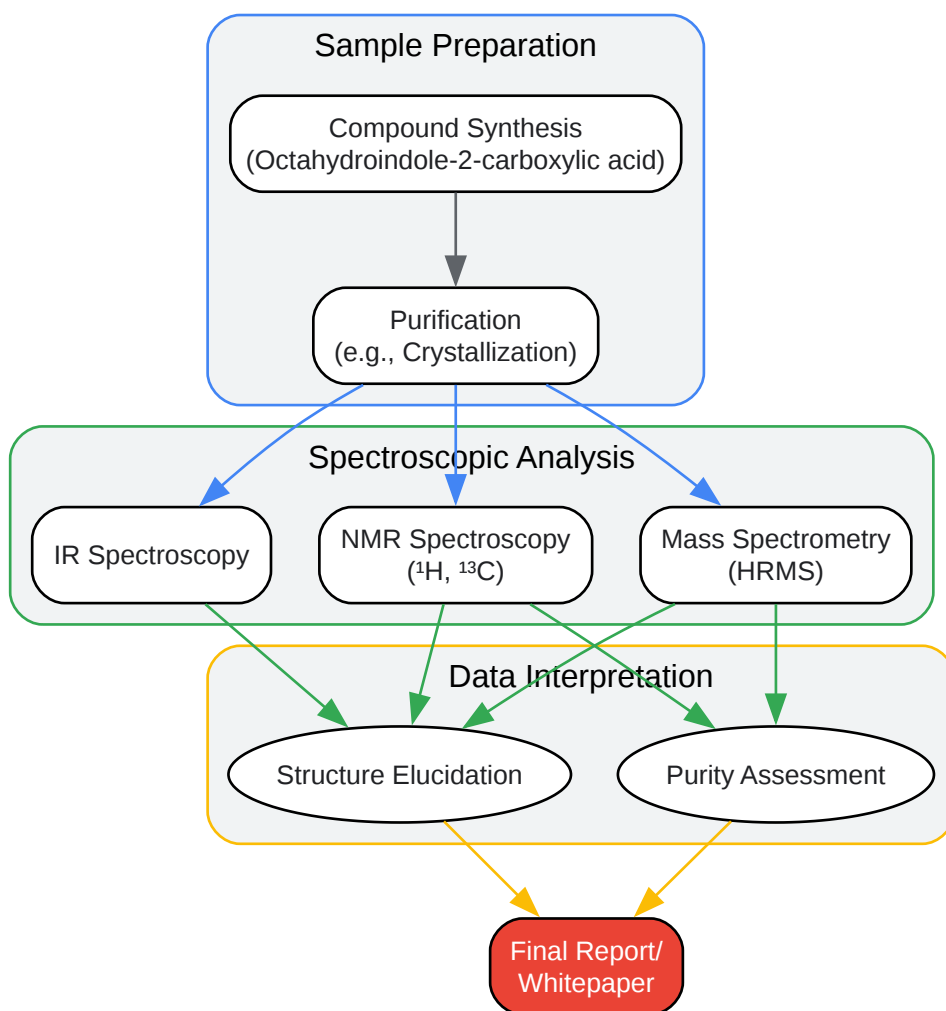 Sample Preparation
Compound Synthesis
(Octahydroindole-2-carboxylic acid)
Purification
(e.g., Crystallization)
Spectroscopic Analysis
IR Spectroscopy
NMR Spectroscopy
(¹H, ¹³C)
Mass Spectrometry
(HRMS)
Data Interpretation
Structure Elucidation
Purity Assessment
Final Report/
Whitepaper